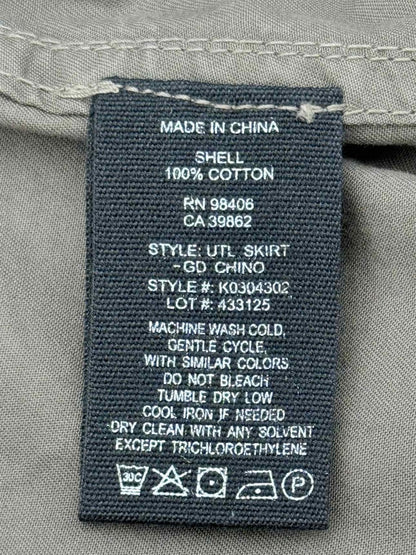 MADE IN CHINA
SHELL
100% COTTON
RN 98406
CA 39862
STYLE: UTL SKIRT
-GD CHINO
STYLE #: K0304302
LOT #: 433125
MACHINE WASH COLD,
GENTLE CYCLE,
WITH SIMILAR COLORS
DO NOT BLEACH
TUMBLE DRY LOW
COOL IRON IF NEEDED
DRY CLEAN WITH ANY SOLVENT
EXCEPT TRICHLOROETHYLENE
30C P